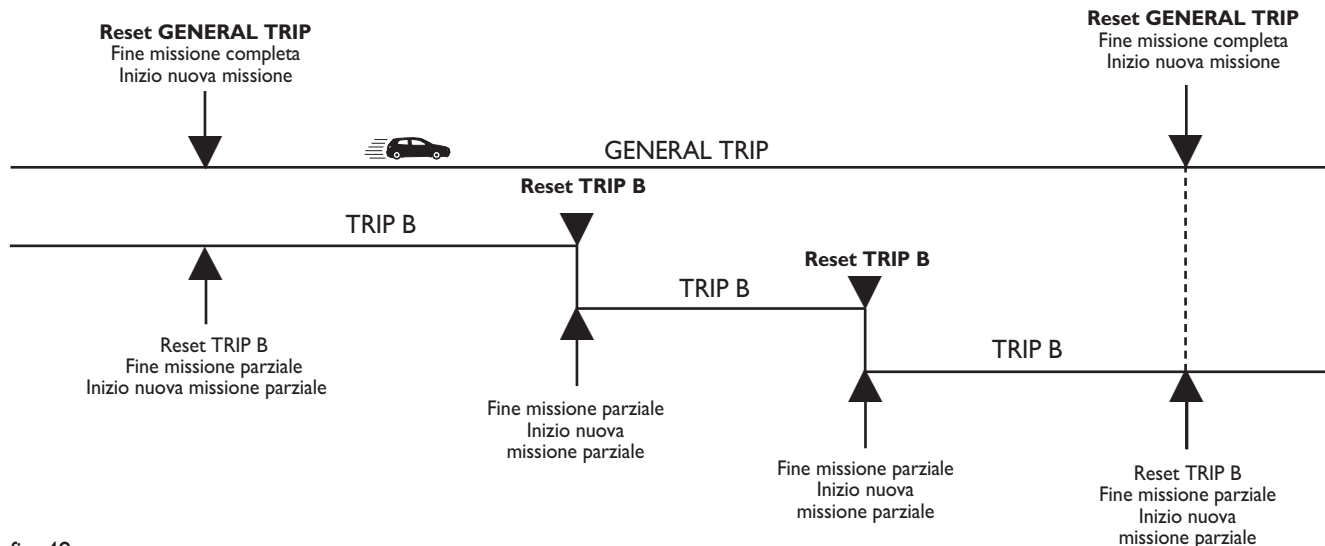 Reset GENERAL TRIP
Fine missione completa
Inizio nuova missione
Reset GENERAL TRIP
Fine missione completa
Inizio nuova missione
GENERAL TRIP
Reset TRIP B
TRIP B
Reset TRIP B
TRIP B
TRIP B
Reset TRIP B
Fine missione parziale
Inizio nuova missione parziale
Fine missione parziale
Inizio nuova
missione parziale
Fine missione parziale
Inizio nuova
missione parziale
Reset TRIP B
Fine missione parziale
Inizio nuova
missione parziale